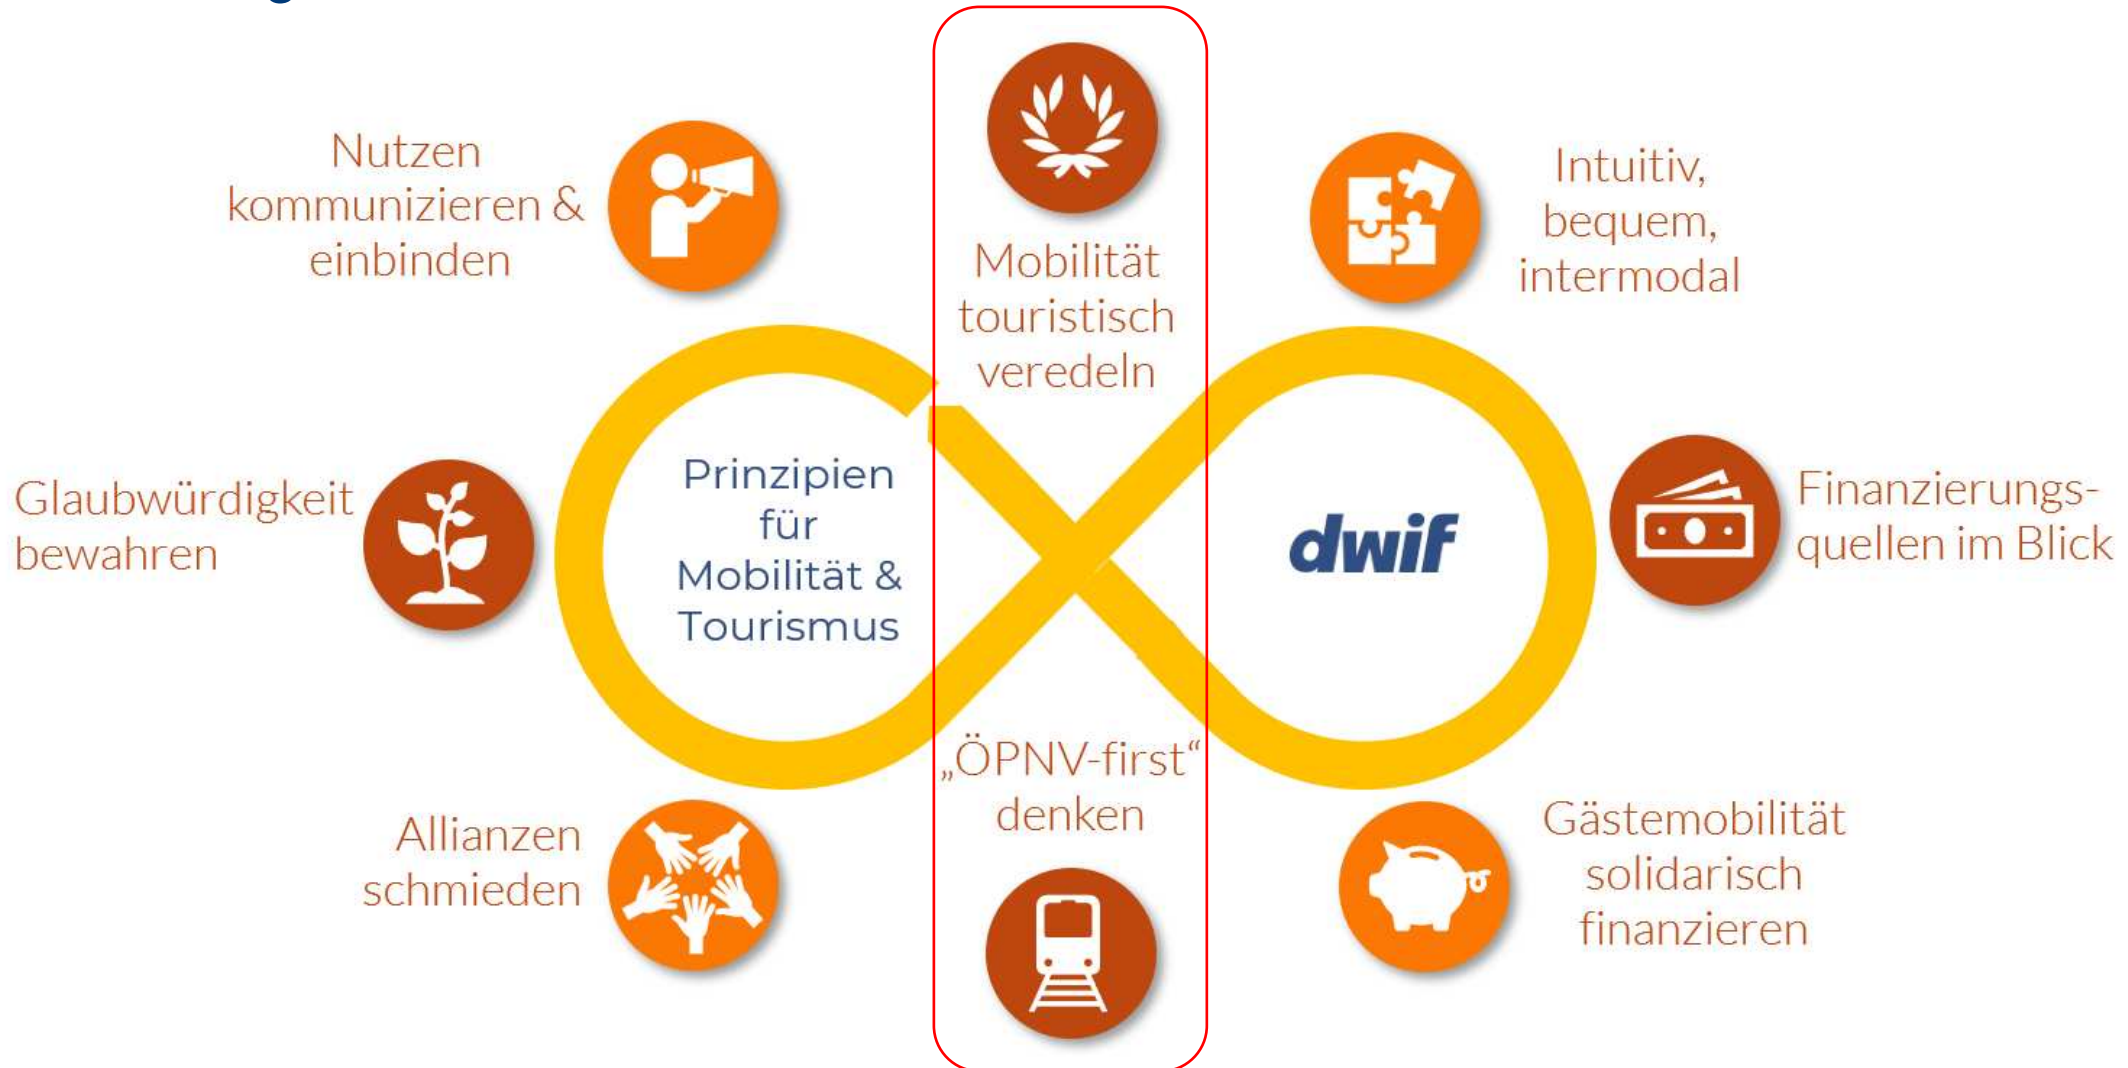 Nutzen
kommunizieren &
einbinden
Mobilität
touristisch
veredeln
Intuitiv,
bequem,
intermodal
Glaubwürdigkeit
bewahren
Prinzipien
für
Mobilität &
Tourismus
dwif
Finanzierungs-
quellen im Blick
Allianzen
schmieden
„ÖPNV-first“
denken
Gästemobilität
solidarisch
finanzieren